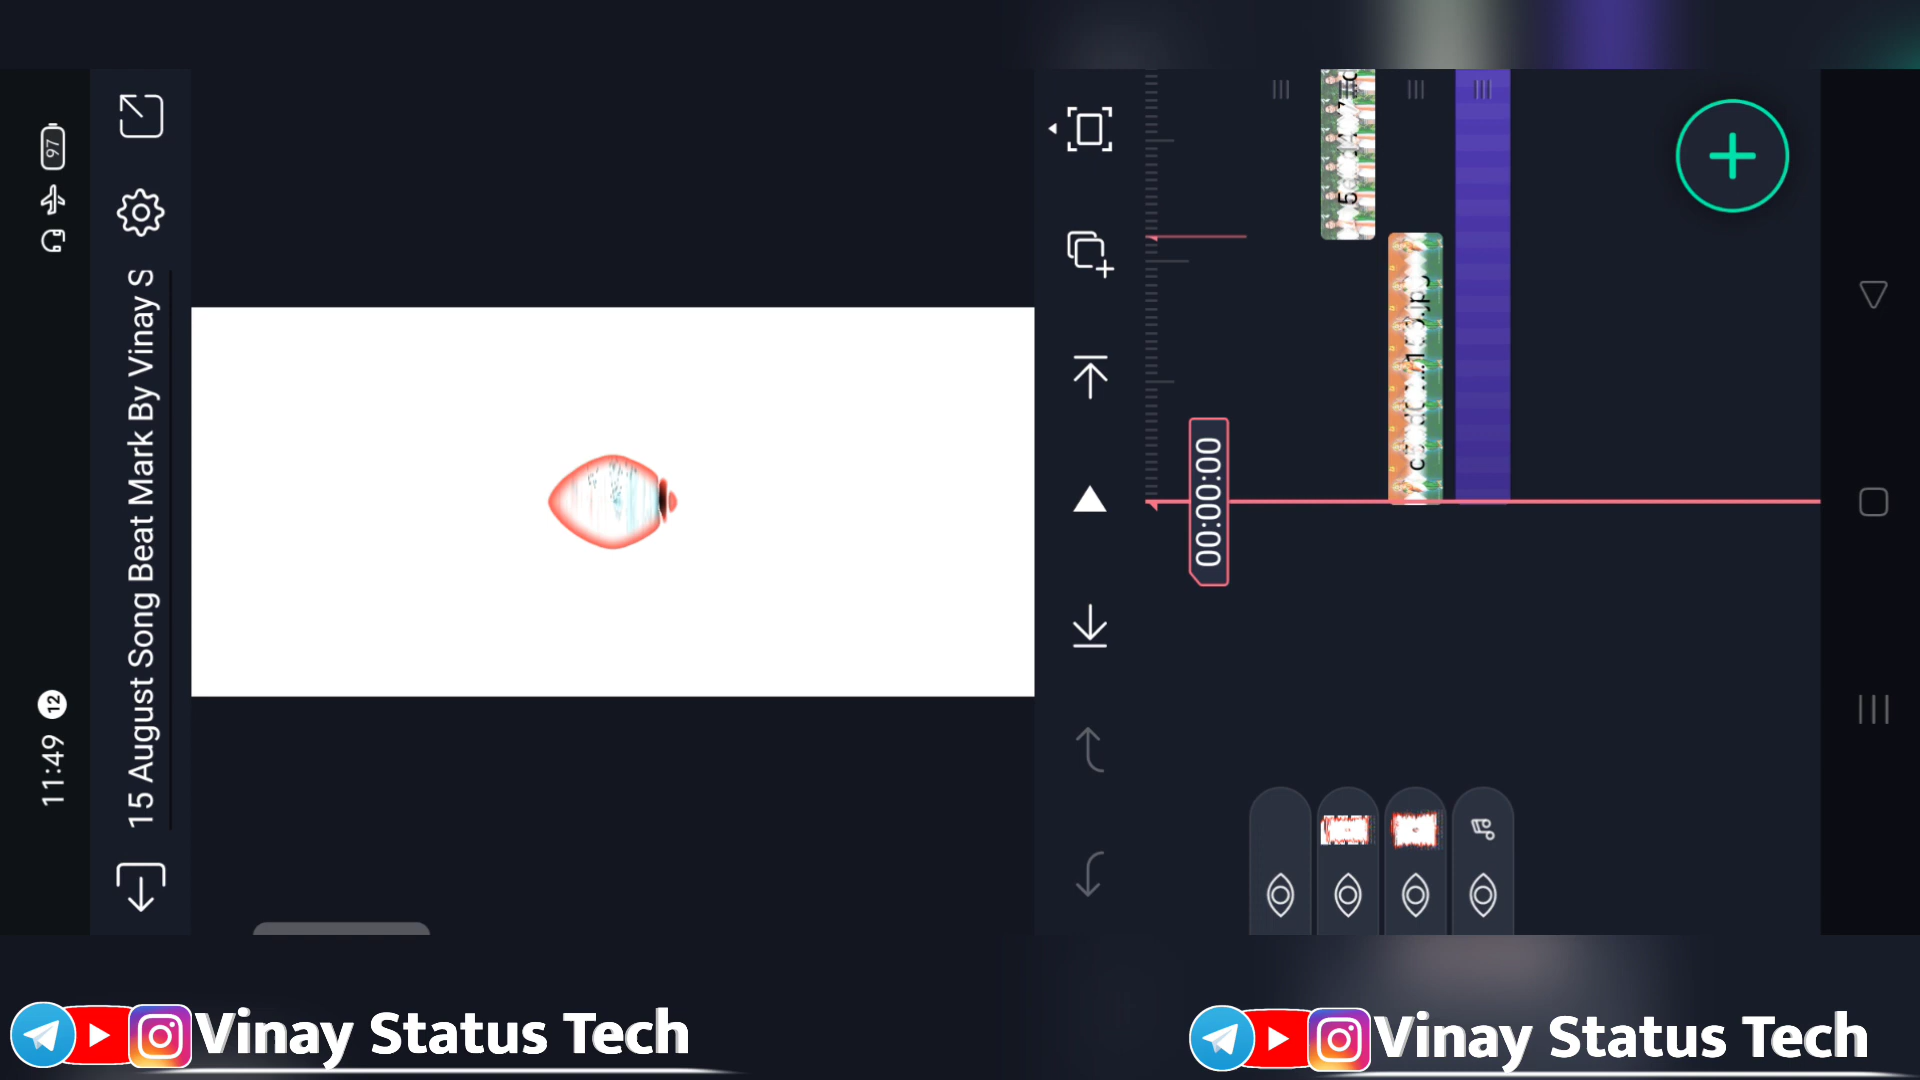 97
15 August Song Beat Mark By Vinay S
11:49
12
00:00:00
Vinay Status Tech
Vinay Status Tech